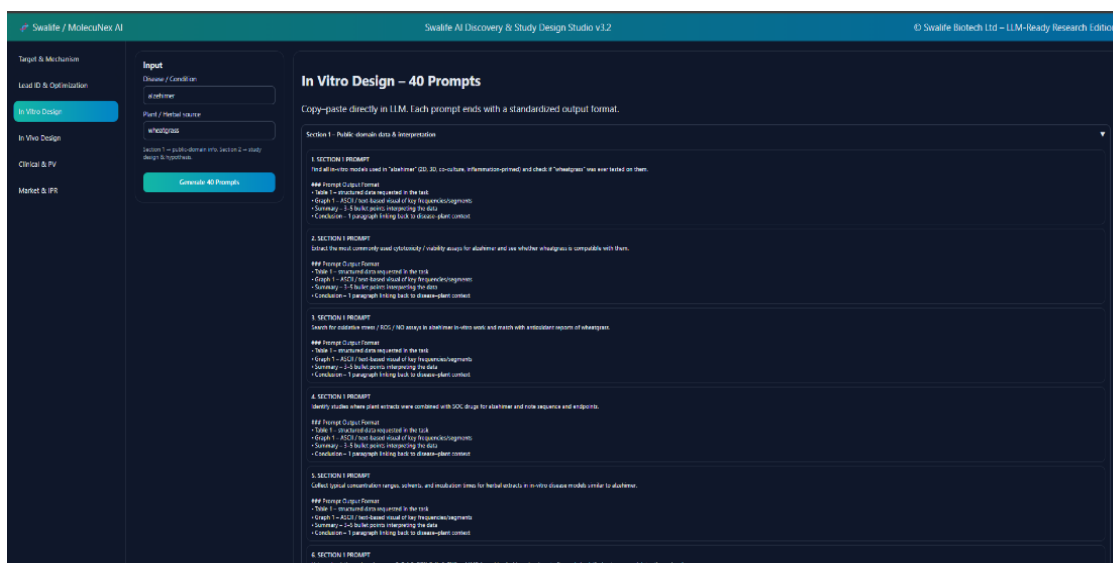 Swalife / MolecuNex AI
Swalife AI Discovery & Study Design Studio v3.2
© Swalife Biotech Ltd – LLM-Ready Research Edition
Target & Mechanism
Lead ID & Optimization
In Vitro Design
In Vivo Design
Clinical & PV
Market & IPR
Input
Disease / Condition
alzehimer
Plant / Herbal source
wheatgrass
Section 1 — public-domain info. Section 2 — study
design & hypothesis.
Generate 40 Prompts
In Vitro Design – 40 Prompts
Copy-paste directly in LLM. Each prompt ends with a standardized output format.
Section 1 – Public-domain data & interpretation
1. SECTION 1 PROMPT
Find all in-vitro models used in "alzehimer" (2D, 3D, co-culture, inflammation-primed) and check if "wheatgrass" was ever tested on them.
### Prompt Output Format
• Table 1 – structured data requested in the task
• Graph 1 – ASCII / text-based visual of key frequencies/segments
• Summary – 3–5 bullet points interpreting the data
• Conclusion – 1 paragraph linking back to disease–plant context
2. SECTION 1 PROMPT
Extract the most commonly used cytotoxicity / viability assays for alzehimer and see whether wheatgrass is compatible with them.
### Prompt Output Format
• Table 1 – structured data requested in the task
• Graph 1 – ASCII / text-based visual of key frequencies/segments
• Summary – 3–5 bullet points interpreting the data
• Conclusion – 1 paragraph linking back to disease–plant context
3. SECTION 1 PROMPT
Search for oxidative stress / ROS / NO assays in alzehimer in-vitro work and match with antioxidant reports of wheatgrass.
### Prompt Output Format
• Table 1 – structured data requested in the task
• Graph 1 – ASCII / text-based visual of key frequencies/segments
• Summary – 3–5 bullet points interpreting the data
• Conclusion – 1 paragraph linking back to disease–plant context
4. SECTION 1 PROMPT
Identify studies where plant extracts were combined with SOC drugs for alzehimer and note sequence and endpoints.
### Prompt Output Format
• Table 1 – structured data requested in the task
• Graph 1 – ASCII / text-based visual of key frequencies/segments
• Summary – 3–5 bullet points interpreting the data
• Conclusion – 1 paragraph linking back to disease–plant context
5. SECTION 1 PROMPT
Collect typical concentration ranges, solvents, and incubation times for herbal extracts in in-vitro disease models similar to alzehimer.
### Prompt Output Format
• Table 1 – structured data requested in the task
• Graph 1 – ASCII / text-based visual of key frequencies/segments
• Summary – 3–5 bullet points interpreting the data
• Conclusion – 1 paragraph linking back to disease–plant context
6. SECTION 1 PROMPT